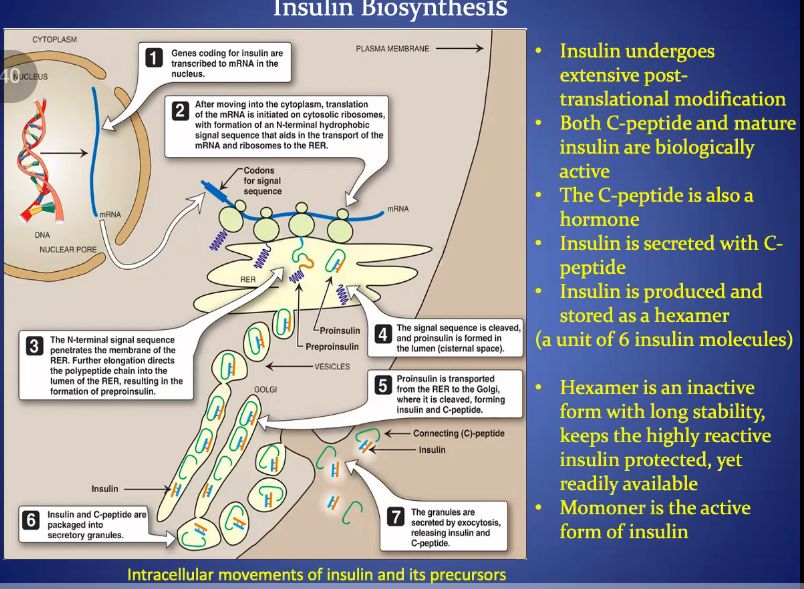 Insulin Biosynthesis
CYTOPLASM
40
NUCLEUS
1
Genes coding for insulin are
transcribed to mRNA in the
nucleus.
PLASMA MEMBRANE
2
After moving into the cytoplasm, translation
of the mRNA is initiated on cytosolic ribosomes,
with formation of an N-terminal hydrophobic
signal sequence that aids in the transport of the
mRNA and ribosomes to the RER.
Codons
for signal
sequence
mRNA
mRNA
DNA
NUCLEAR PORE
RER
Proinsulin
Preproinsulin
3
The N-terminal signal sequence
penetrates the membrane of the
RER. Further elongation directs
the polypeptide chain into the
lumen of the RER, resulting in the
formation of preproinsulin.
4
The signal sequence is cleaved,
and proinsulin is formed in
the lumen (cisternal space).
VESICLES
GOLGI
5
Proinsulin is transported
from the RER to the Golgi,
where it is cleaved, forming
insulin and C-peptide.
Connecting (C)-peptide
Insulin
Insulin
6
Insulin and C-peptide are
packaged into
secretory granules.
7
The granules are
secreted by exocytosis,
releasing insulin and
C-peptide.
Intracellular movements of insulin and its precursors
• Insulin undergoes
extensive post-
translational modification
• Both C-peptide and mature
insulin are biologically
active
• The C-peptide is also a
hormone
• Insulin is secreted with C-
peptide
• Insulin is produced and
stored as a hexamer
(a unit of 6 insulin molecules)
• Hexamer is an inactive
form with long stability,
keeps the highly reactive
insulin protected, yet
readily available
• Momoner is the active
form of insulin